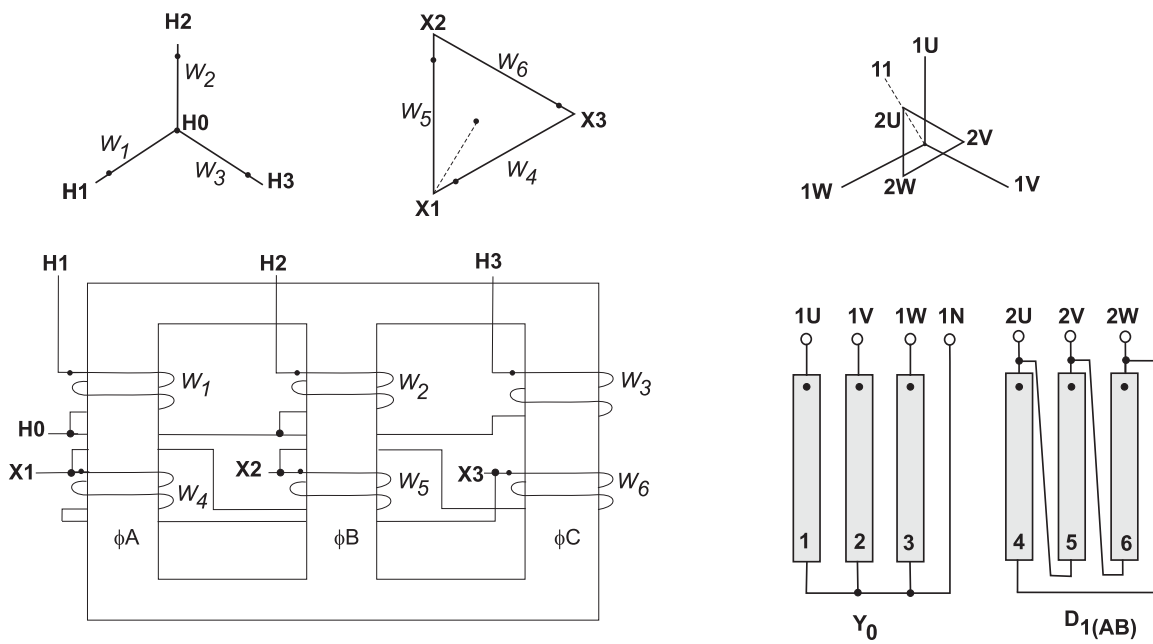 H2
W2
H0
W1
W3
H1
H3
X2
W6
W5
X3
W4
X1
1U
11
2U
2V
1W
2W
1V
H1
H2
H3
W1
W2
W3
H0
X1
X2
X3
W4
W5
W6
ϕA
ϕB
ϕC
1U 1V 1W 1N
2U 2V 2W
1 2 3
4 5 6
Y0
D1(AB)